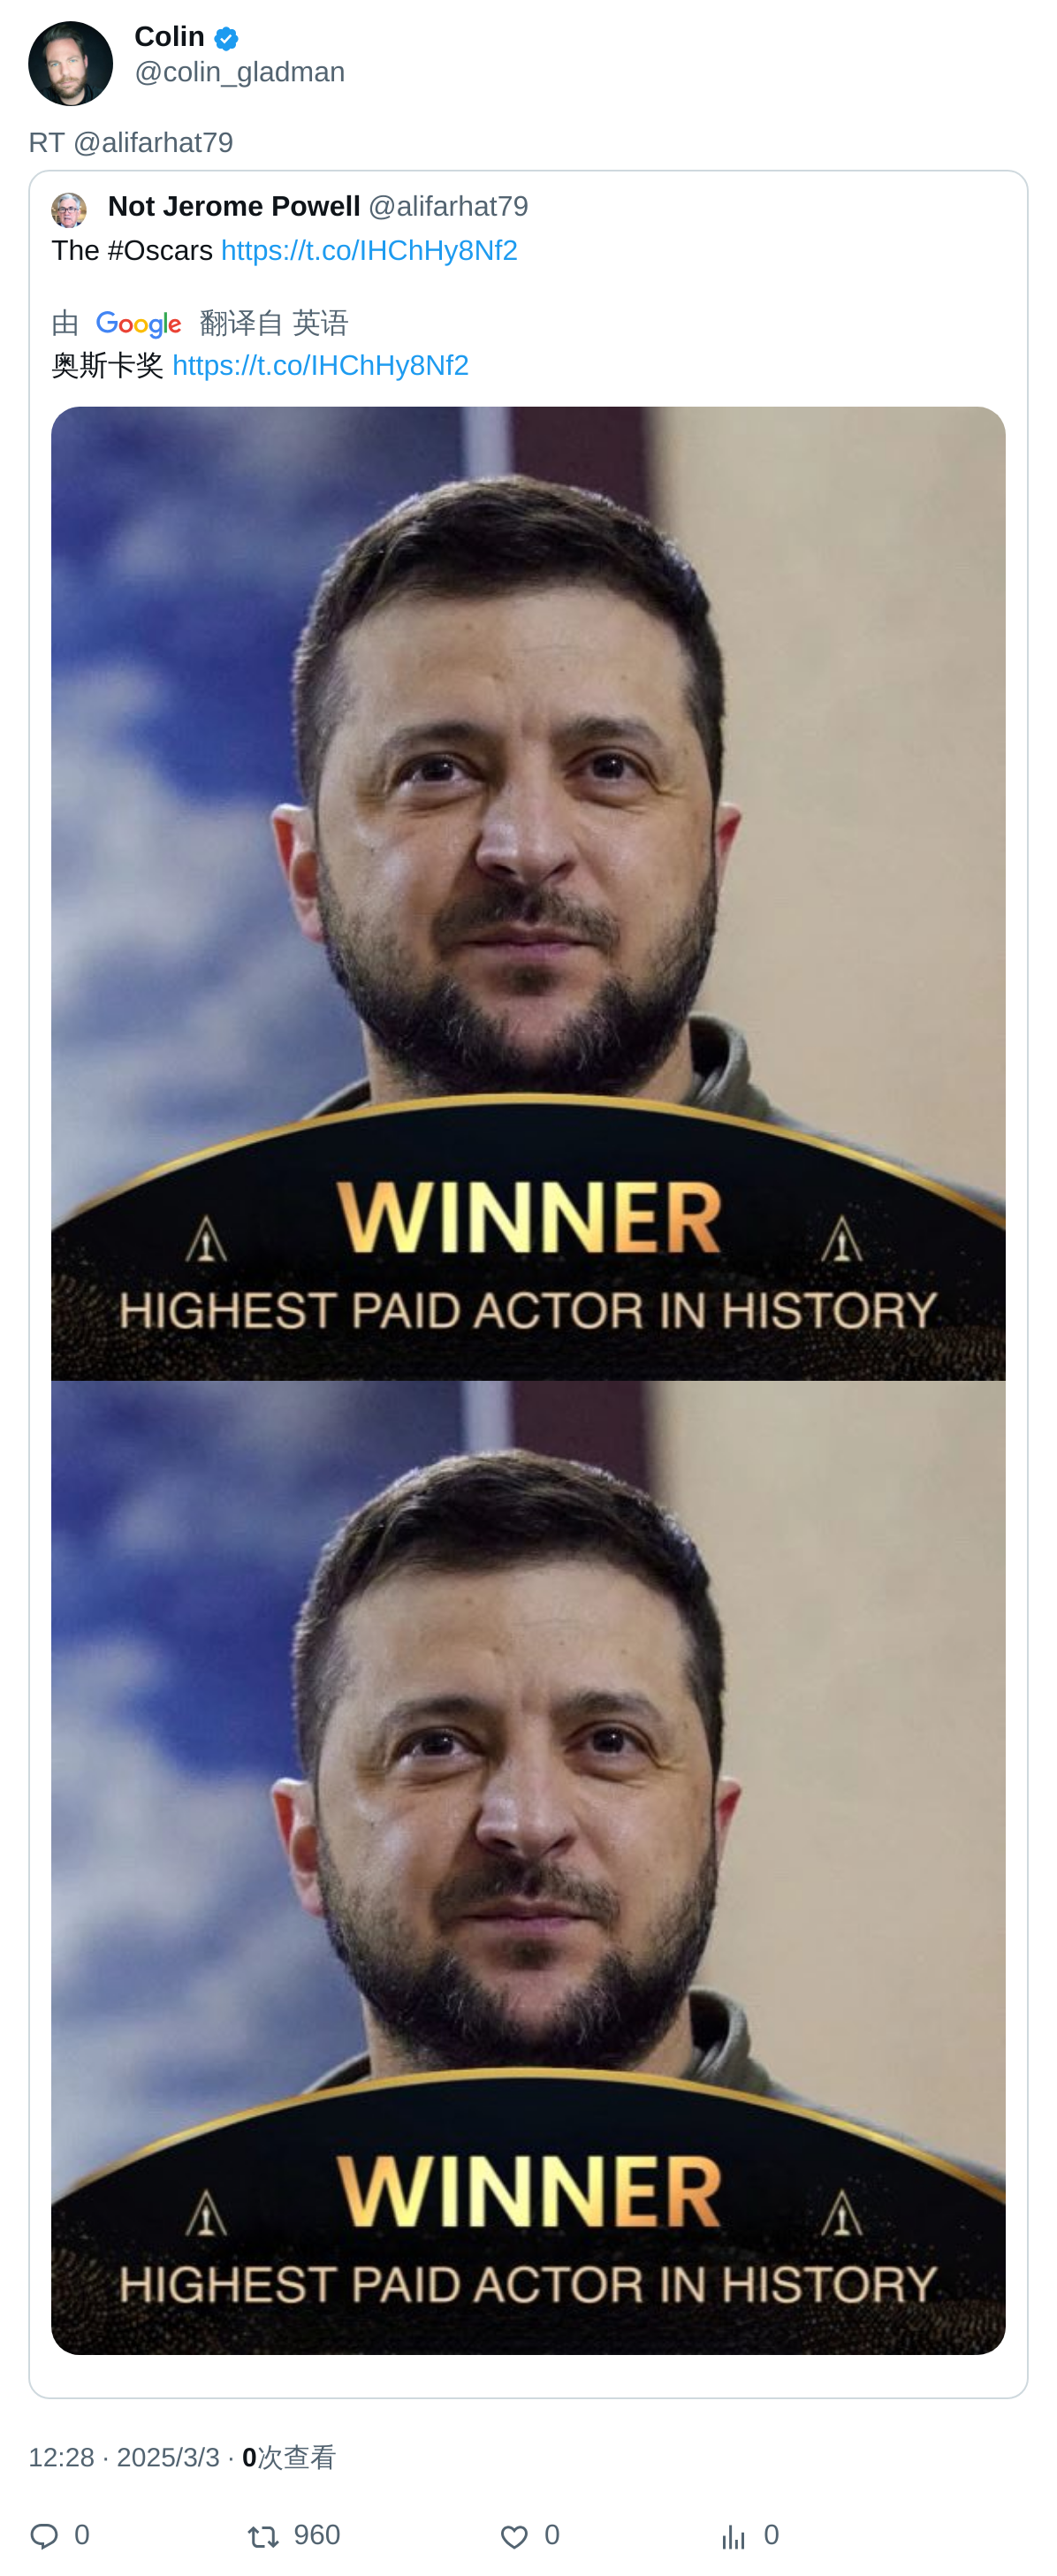 Colin
@colin_gladman
RT @alifarhat79
Not Jerome Powell @alifarhat79
The #Oscars https://t.co/IHChHy8Nf2
由 Google 翻译自 英语
奥斯卡奖 https://t.co/IHChHy8Nf2
WINNER
HIGHEST PAID ACTOR IN HISTORY
WINNER
HIGHEST PAID ACTOR IN HISTORY
12:28 · 2025/3/3 · 0次查看
0 960 0 0